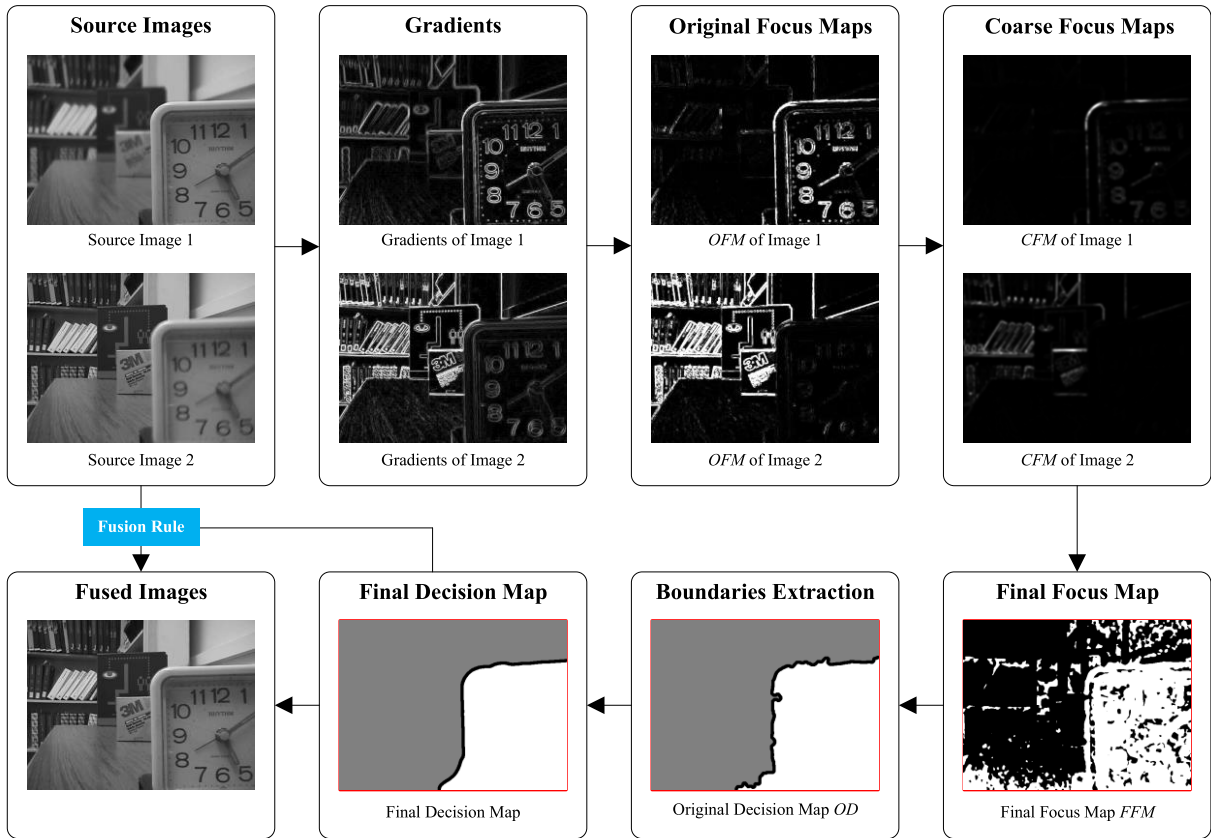 Source Images
Gradients
Original Focus Maps
Coarse Focus Maps
11 12 1
10
9
8
7 6 5
RHYTHM
3M
Source Image 1
Gradients of Image 1
OFM of Image 1
CFM of Image 1
3M
Source Image 2
Gradients of Image 2
OFM of Image 2
CFM of Image 2
Fusion Rule
Fused Images
Final Decision Map
Boundaries Extraction
Final Focus Map
3M
11 12 1
10
9
8
7 6 5
Final Decision Map
Original Decision Map OD
Final Focus Map FFM